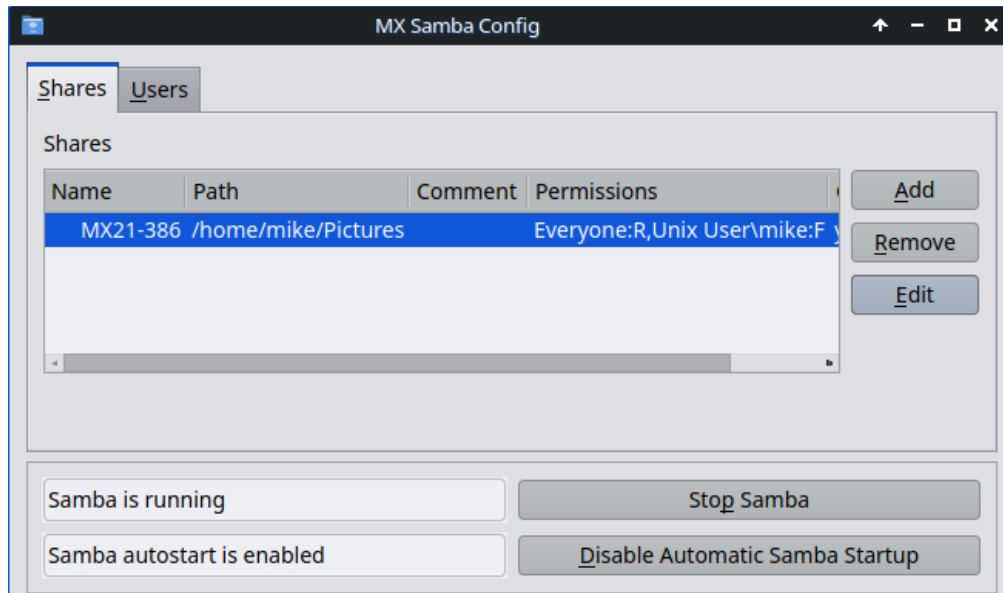 MX Samba Config
Shares Users
Shares
Name Path Comment Permissions
Add
MX21-386 /home/mike/Pictures Everyone:R,Unix User\mike:F y
Remove
Edit
Samba is running
Stop Samba
Samba autostart is enabled
Disable Automatic Samba Startup